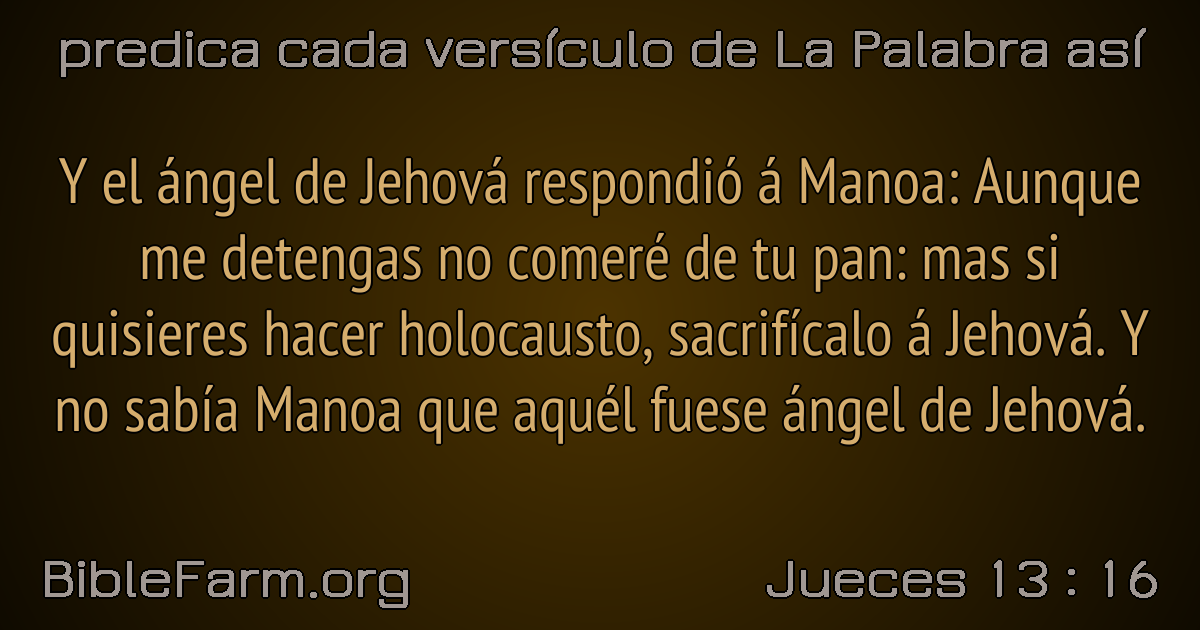 predica cada versículo de La Palabra así
Y el ángel de Jehová respondió á Manoa: Aunque
me detengas no comeré de tu pan: mas si
quisieres hacer holocausto, sacrifícalo á Jehová. Y
no sabía Manoa que aquél fuese ángel de Jehová.
BibleFarm.org
Jueces 13 : 16